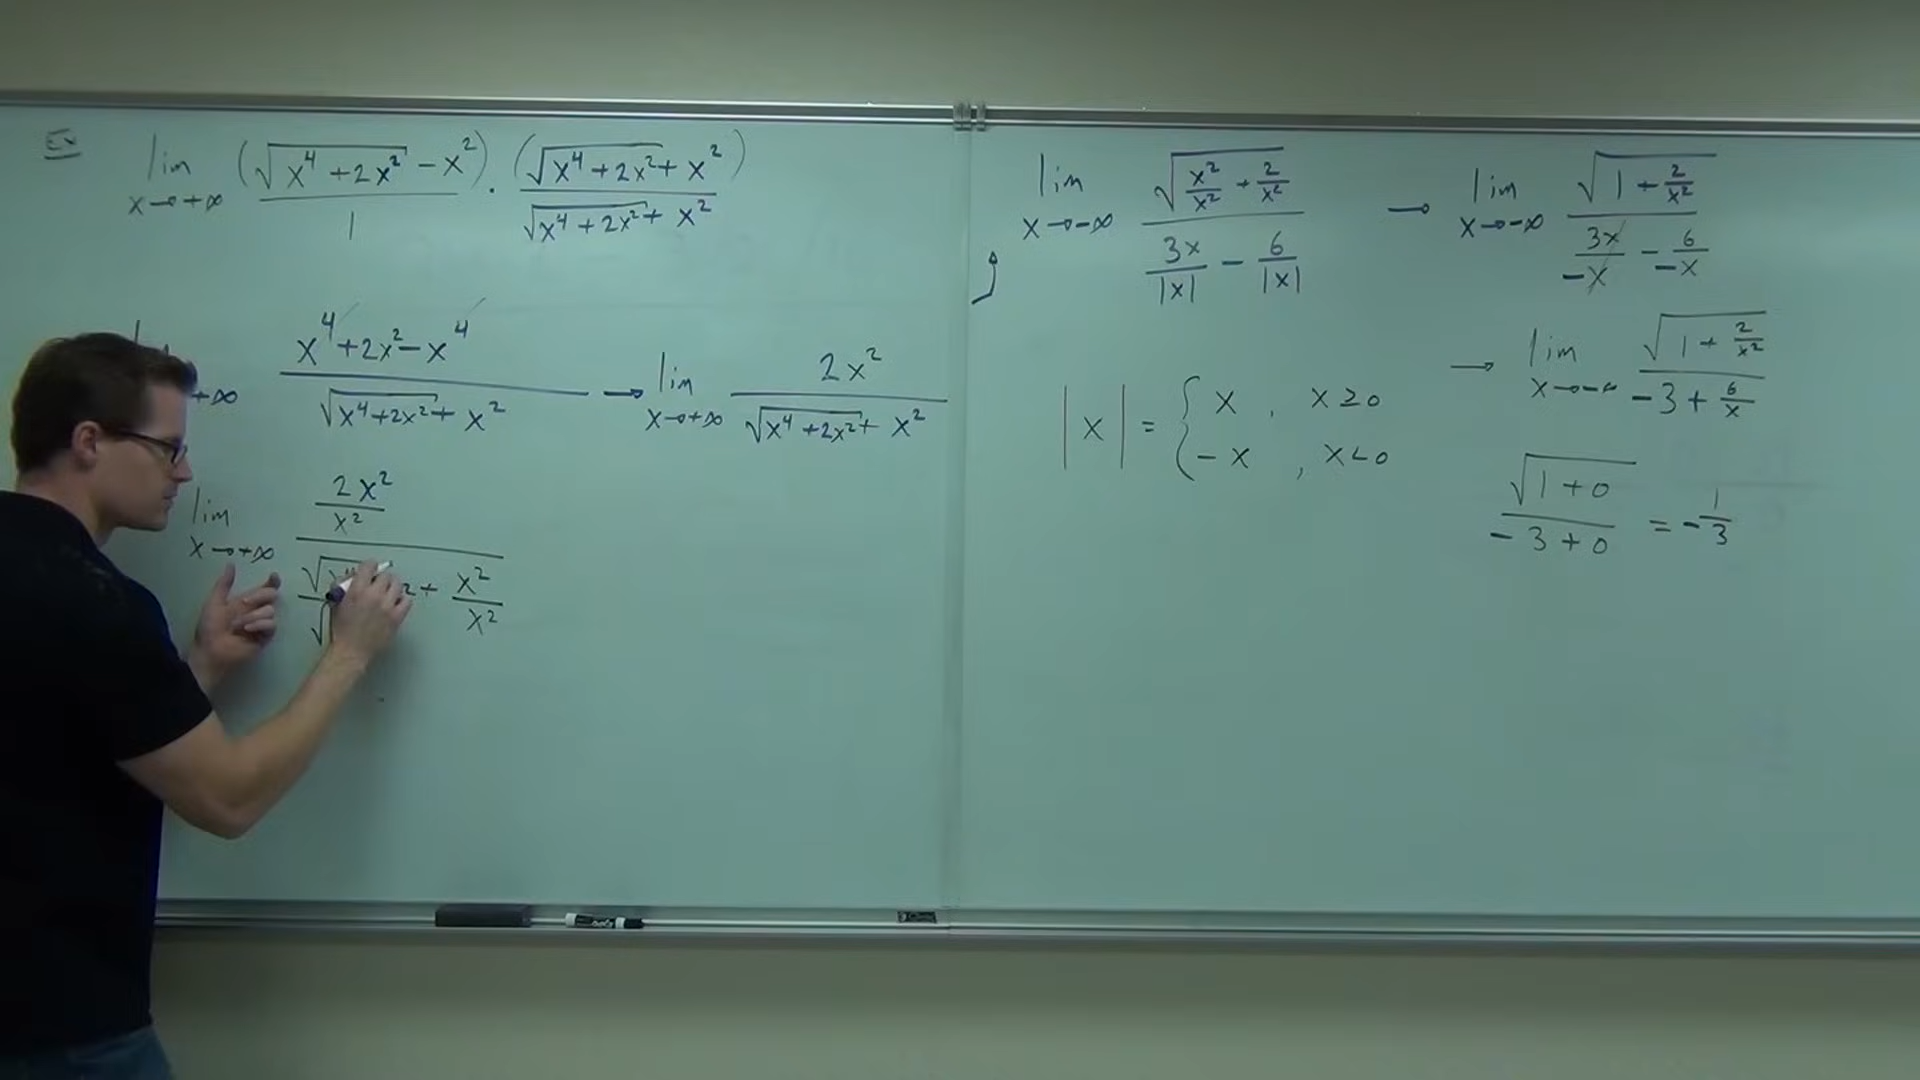 Ex lim x→+∞ (√(x⁴+2x²) - x²)/1 · (√(x⁴+2x²) + x²)/(√(x⁴+2x²) + x²)
+∞ (x⁴+2x²-x⁴)/(√(x⁴+2x²) + x²) → lim x→+∞ 2x²/(√(x⁴+2x²) + x²)
lim x→+∞ (2x²/x²)/(√ 2 + x²/x²)
lim x→-∞ √(x²/x² + 2/x²)/(3x/|x| - 6/|x|) → lim x→-∞ √(1 + 2/x²)/(3x/-x - 6/-x)
→ lim x→-∞ √(1 + 2/x²)/(-3 + 6/x)
|x| = { x , x≥0
-x , x<0
√(1+0)/(-3+0) = -1/3